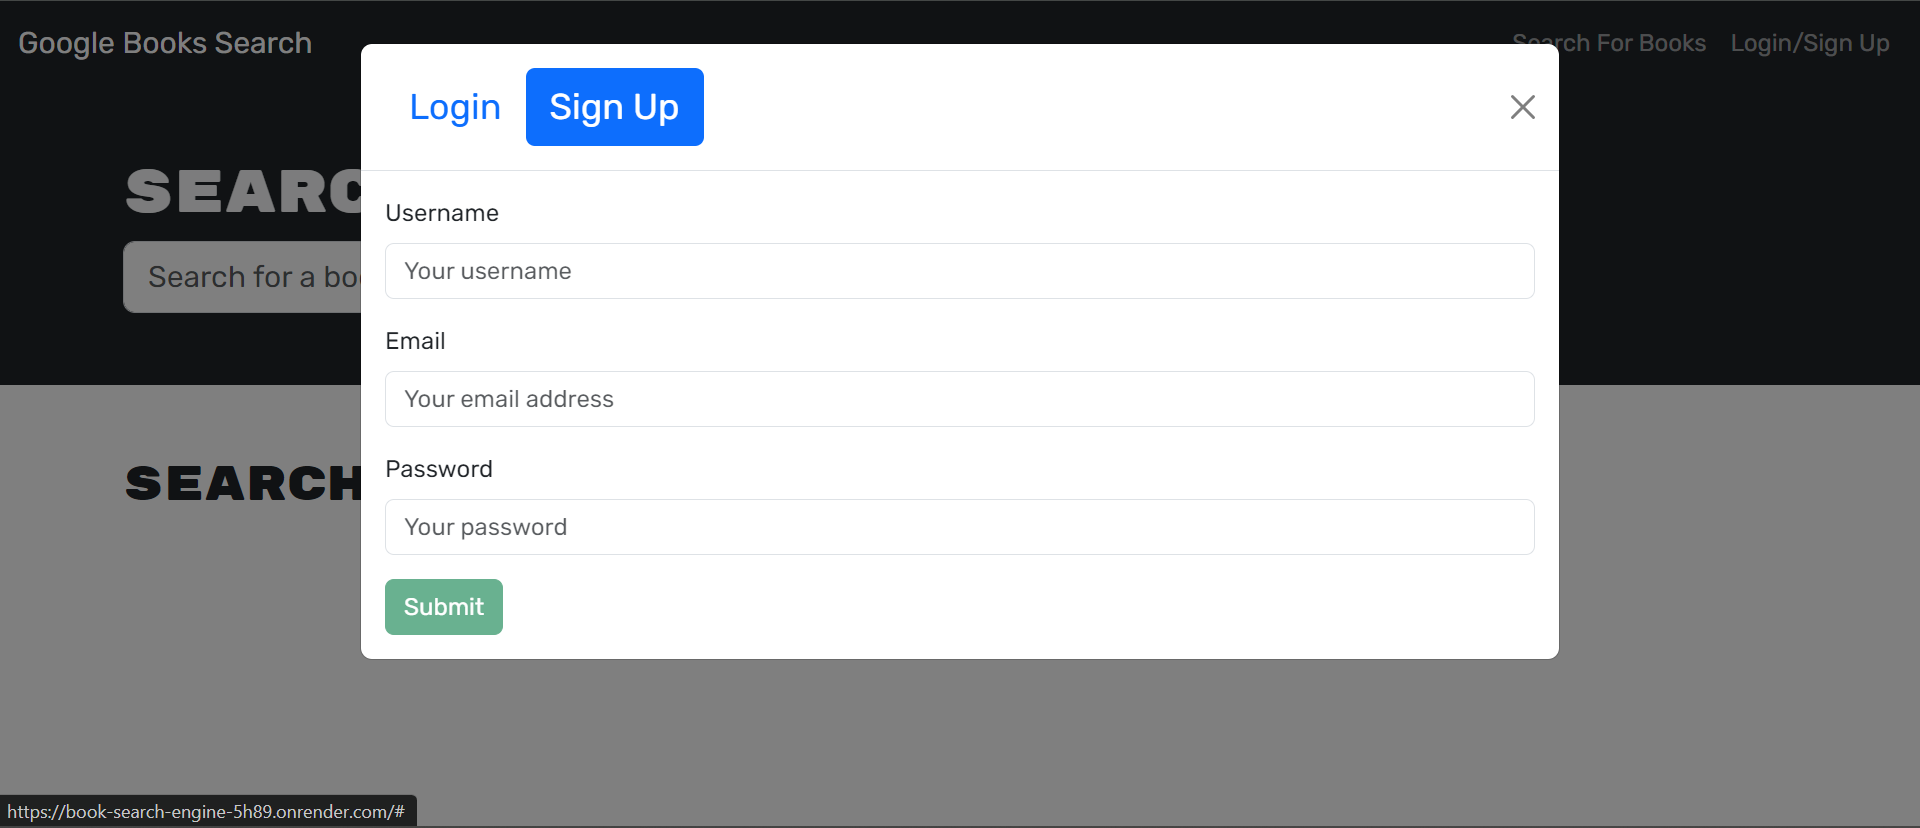 Google Books Search
Search For Books
Login/Sign Up
Login
Sign Up
SEARC
Search for a bo
Username
Your username
Email
Your email address
SEARCH
Password
Your password
Submit
https://book-search-engine-5h89.onrender.com/#